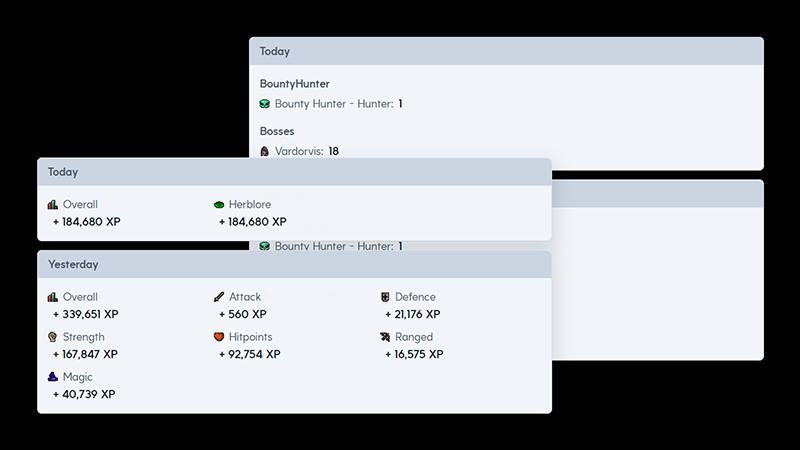 Today
BountyHunter
Bounty Hunter - Hunter: 1
Bosses
Vardorvis: 18
Today
Overall
+ 184,680 XP
Herblore
+ 184,680 XP
Bounty Hunter - Hunter: 1
Yesterday
Overall
+ 339,651 XP
Attack
+ 560 XP
Defence
+ 21,176 XP
Strength
+ 167,847 XP
Hitpoints
+ 92,754 XP
Ranged
+ 16,575 XP
Magic
+ 40,739 XP